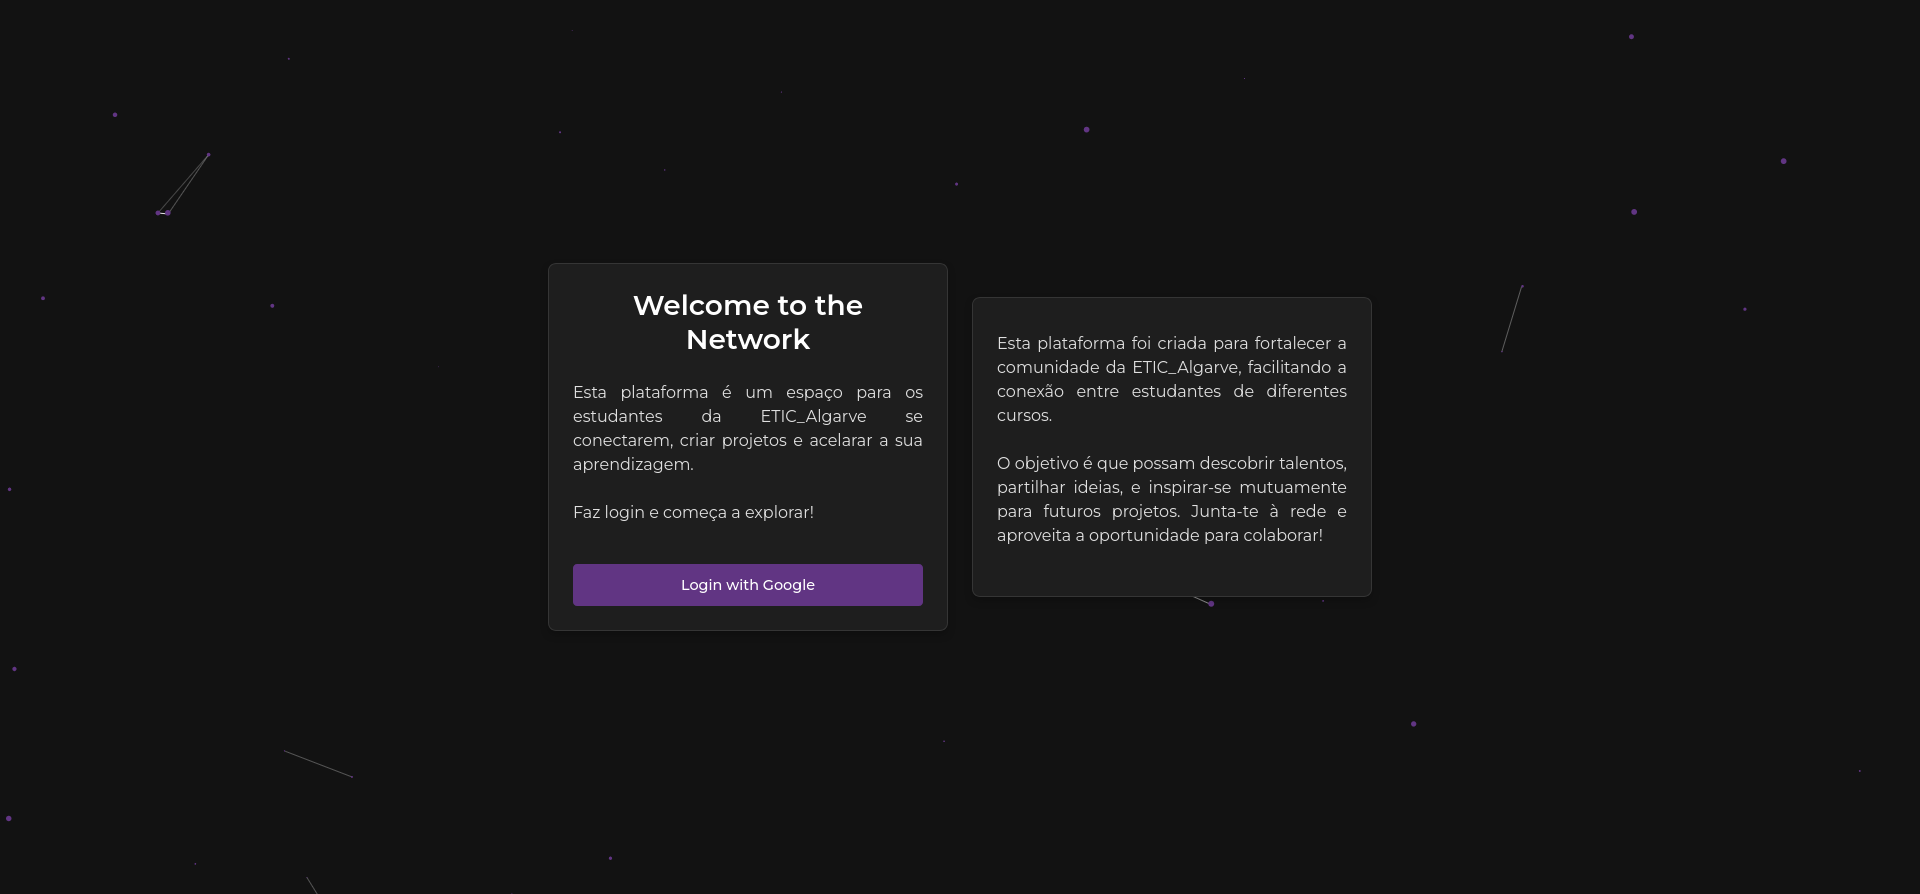 Welcome to the
Network
Esta plataforma é um espaço para os
estudantes da ETIC_Algarve se
conectarem, criar projetos e acelarar a sua
aprendizagem.
Faz login e começa a explorar!
Login with Google
Esta plataforma foi criada para fortalecer a
comunidade da ETIC_Algarve, facilitando a
conexão entre estudantes de diferentes
cursos.
O objetivo é que possam descobrir talentos,
partilhar ideias, e inspirar-se mutuamente
para futuros projetos. Junta-te à rede e
aproveita a oportunidade para colaborar!